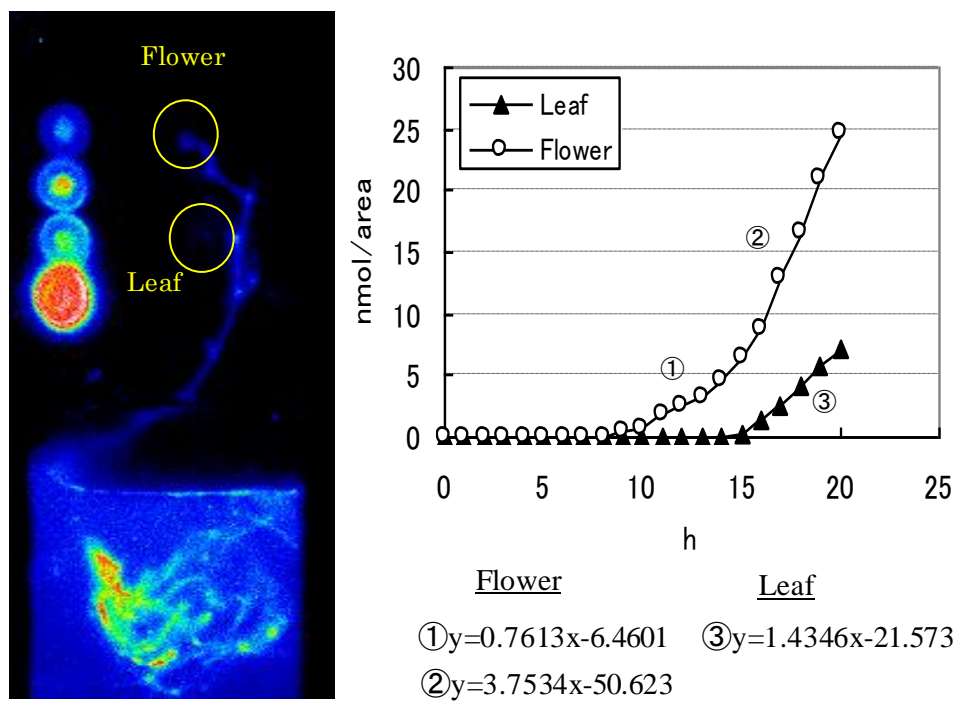 Flower
Leaf
30
25
20
15
10
5
0
nmol/area
Leaf
Flower
①
②
③
0 5 10 15 20 25
h
Flower Leaf
①y=0.7613x-6.4601 ③y=1.4346x-21.573
②y=3.7534x-50.623